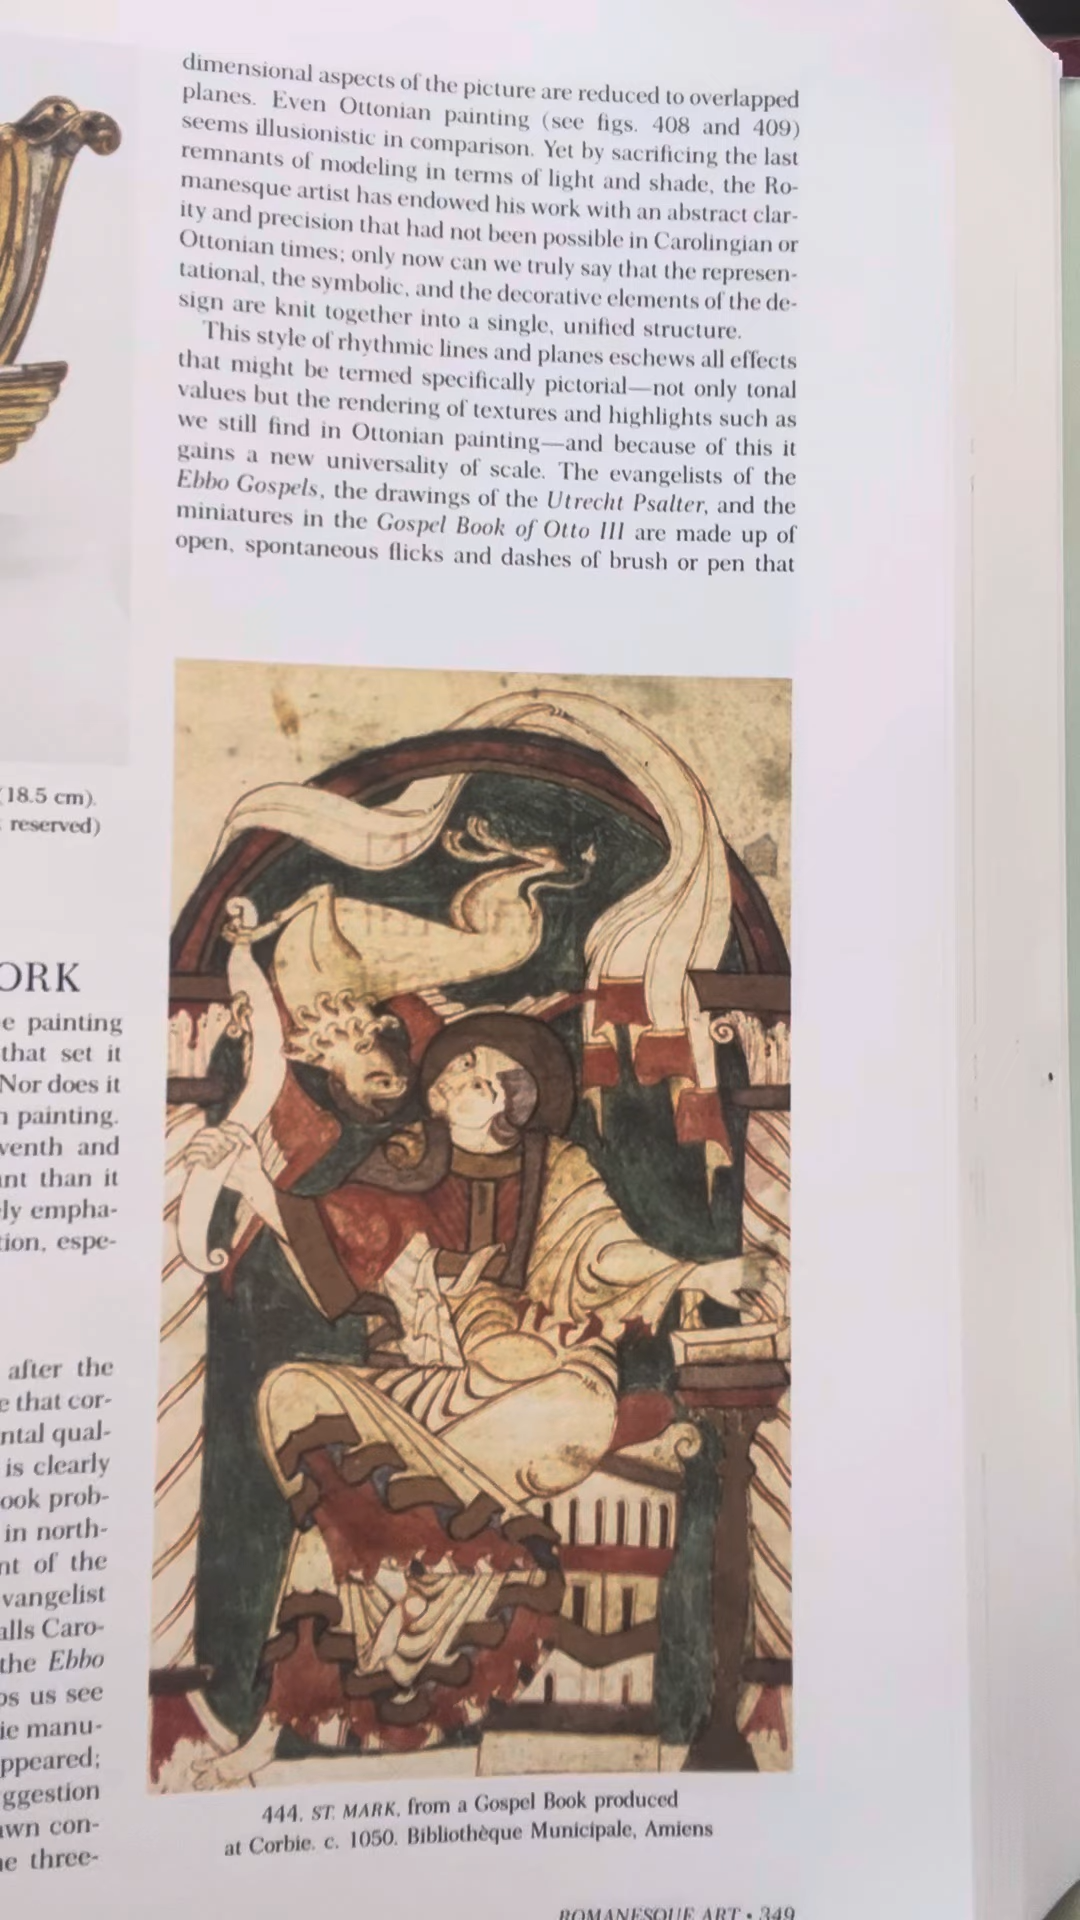 (18.5 cm).
reserved)
ORK
e painting
that set it
Nor does it
n painting.
venth and
ant than it
ly empha-
tion, espe-
after the
e that cor-
ntal qual-
is clearly
ook prob-
in north-
nt of the
vangelist
alls Caro-
the Ebbo
ps us see
ie manu-
ppeared;
ggestion
awn con-
ne three-
dimensional aspects of the picture are reduced to overlapped
planes. Even Ottonian painting (see figs. 408 and 409)
seems illusionistic in comparison. Yet by sacrificing the last
remnants of modeling in terms of light and shade, the Ro-
manesque artist has endowed his work with an abstract clar-
ity and precision that had not been possible in Carolingian or
Ottonian times; only now can we truly say that the represen-
tational, the symbolic, and the decorative elements of the de-
sign are knit together into a single, unified structure.
This style of rhythmic lines and planes eschews all effects
that might be termed specifically pictorial—not only tonal
values but the rendering of textures and highlights such as
we still find in Ottonian painting—and because of this it
gains a new universality of scale. The evangelists of the
Ebbo Gospels, the drawings of the Utrecht Psalter, and the
miniatures in the Gospel Book of Otto III are made up of
open, spontaneous flicks and dashes of brush or pen that
444. ST. MARK, from a Gospel Book produced
at Corbie. c. 1050. Bibliothèque Municipale, Amiens
ROMANESQUE ART • 349